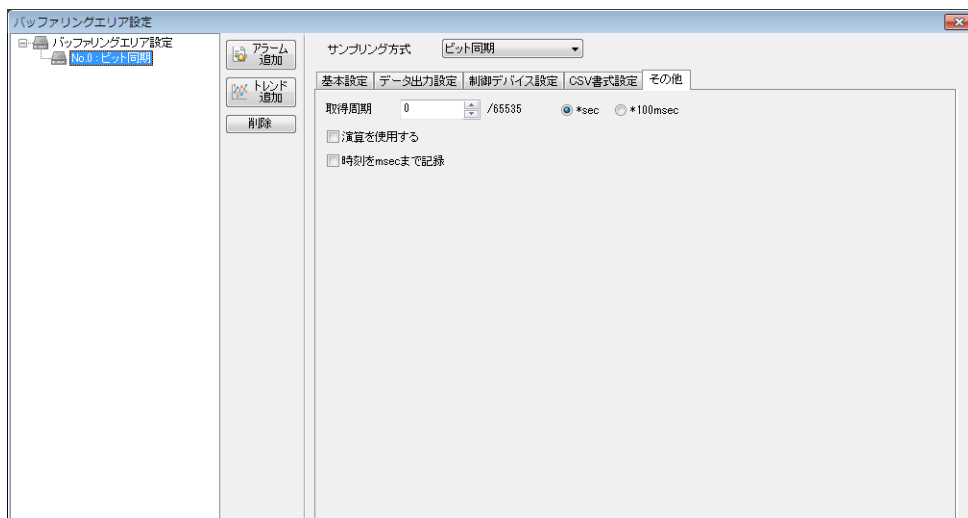 バッファリングエリア設定
バッファリングエリア設定
No.0:ビット同期
アラーム
追加
トレンド
追加
削除
サンプリング方式 ビット同期
基本設定 データ出力設定 制御デバイス設定 CSV書式設定 その他
取得周期 0 /65535 *sec *100msec
演算を使用する
時刻をmsecまで記録